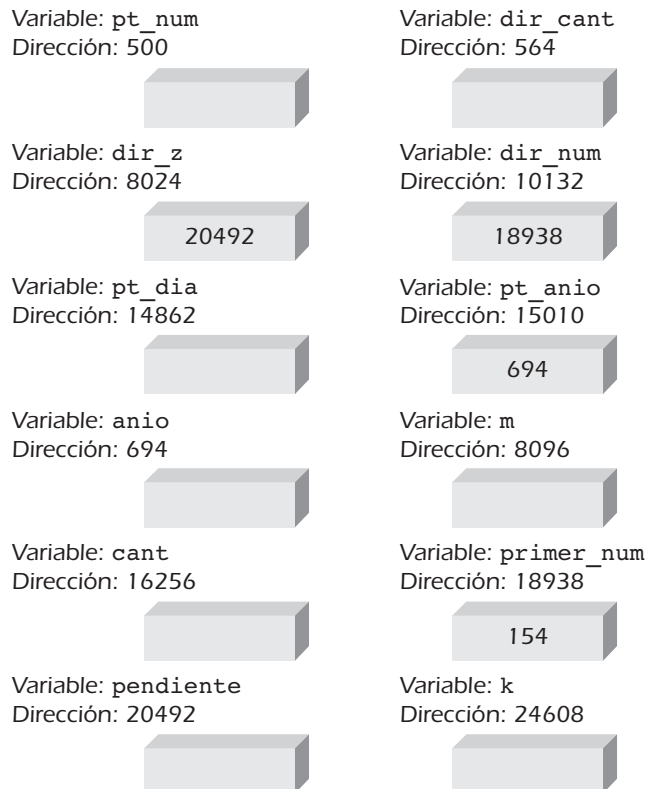 Variable: pt_num
Dirección: 500
Variable: dir_cant
Dirección: 564
Variable: dir_z
Dirección: 8024
20492
Variable: dir_num
Dirección: 10132
18938
Variable: pt_dia
Dirección: 14862
Variable: pt_anio
Dirección: 15010
694
Variable: anio
Dirección: 694
Variable: m
Dirección: 8096
Variable: cant
Dirección: 16256
Variable: primer_num
Dirección: 18938
154
Variable: pendiente
Dirección: 20492
Variable: k
Dirección: 24608